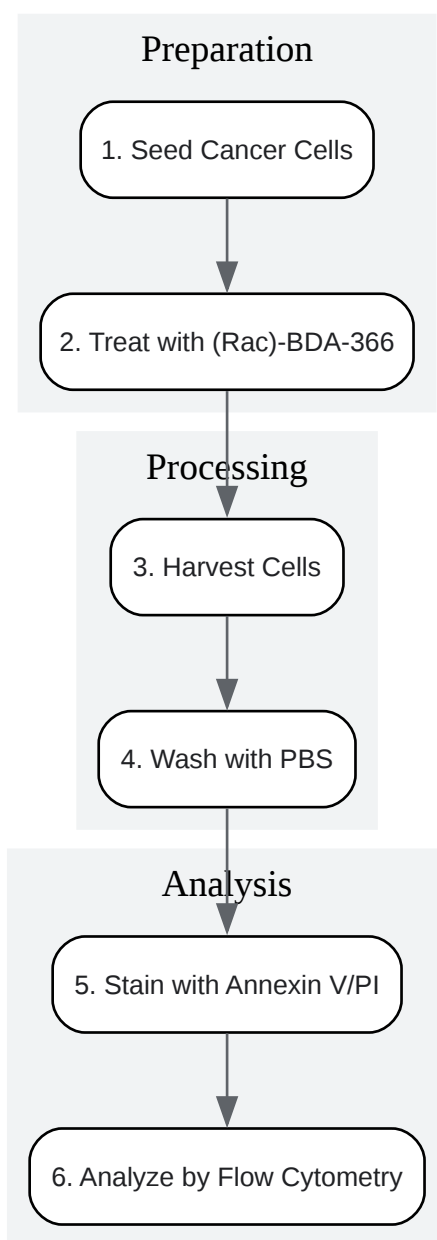 Preparation
1. Seed Cancer Cells
2. Treat with (Rac)-BDA-366
Processing
3. Harvest Cells
4. Wash with PBS
Analysis
5. Stain with Annexin V/PI
6. Analyze by Flow Cytometry